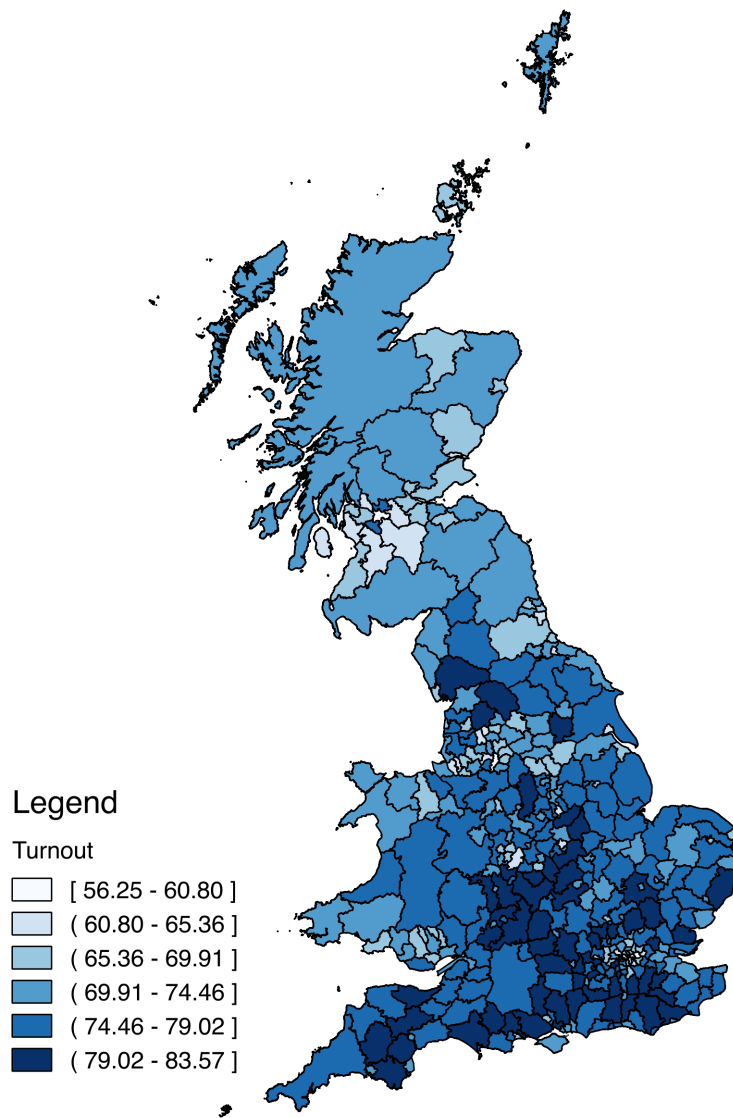 Legend
Turnout
[ 56.25 - 60.80 ]
( 60.80 - 65.36 ]
( 65.36 - 69.91 ]
( 69.91 - 74.46 ]
( 74.46 - 79.02 ]
( 79.02 - 83.57 ]